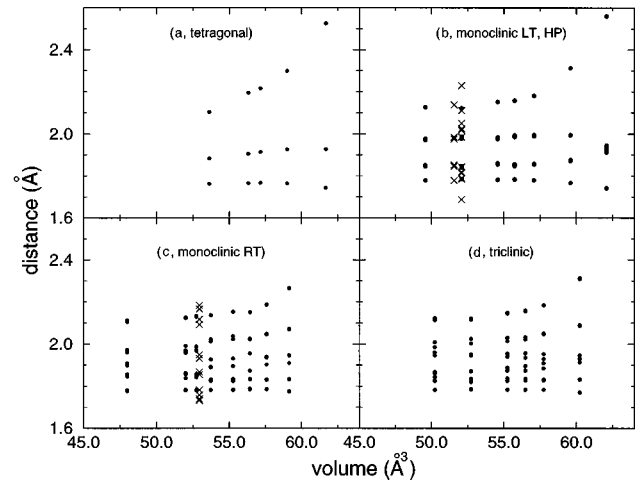 (a, tetragonal)
(b, monoclinic LT, HP)
2.4
2.0
1.6
(c, monoclinic RT)
(d, triclinic)
2.4
2.0
1.6
distance (Å)
45.0 50.0 55.0 60.0 45.0 50.0 55.0 60.0
volume (Å³)